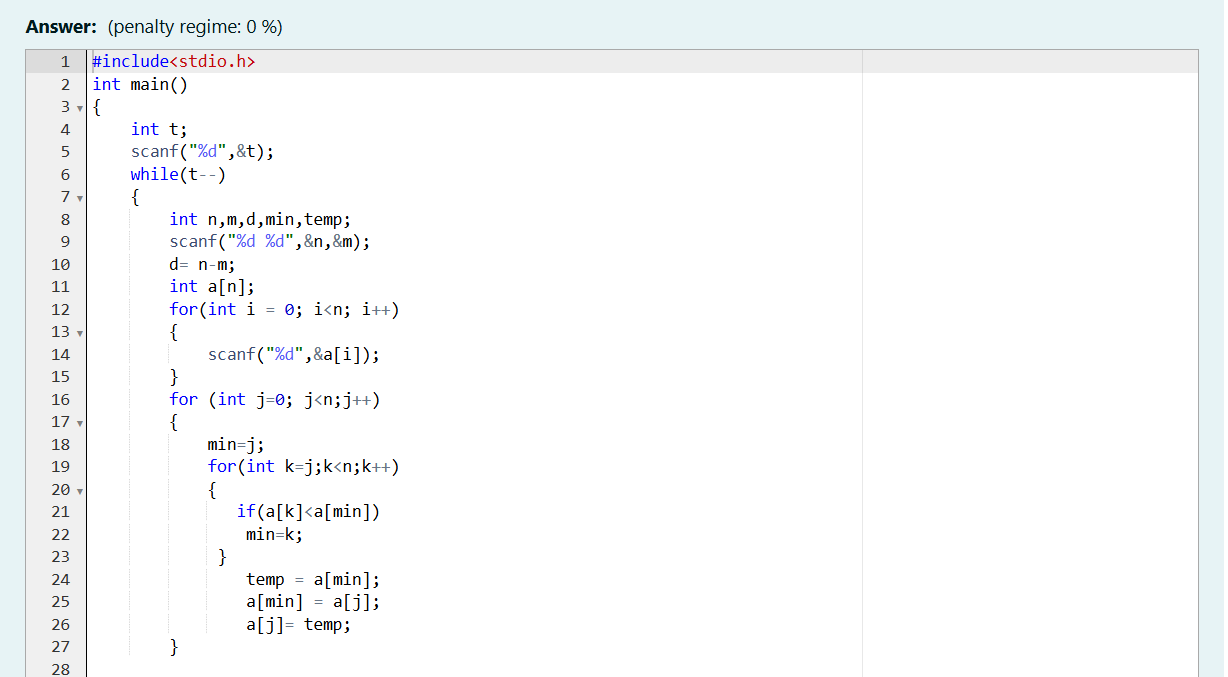 Answer: (penalty regime: 0 %)
1 #include<stdio.h>
2 int main()
3 {
4     int t;
5     scanf("%d",&t);
6     while(t--)
7     {
8         int n,m,d,min,temp;
9         scanf("%d %d",&n,&m);
10         d= n-m;
11         int a[n];
12         for(int i = 0; i<n; i++)
13         {
14             scanf("%d",&a[i]);
15         }
16         for (int j=0; j<n;j++)
17         {
18             min=j;
19             for(int k=j;k<n;k++)
20             {
21                if(a[k]<a[min])
22                 min=k;
23              }
24                 temp = a[min];
25                 a[min] = a[j];
26                 a[j]= temp;
27         }
28